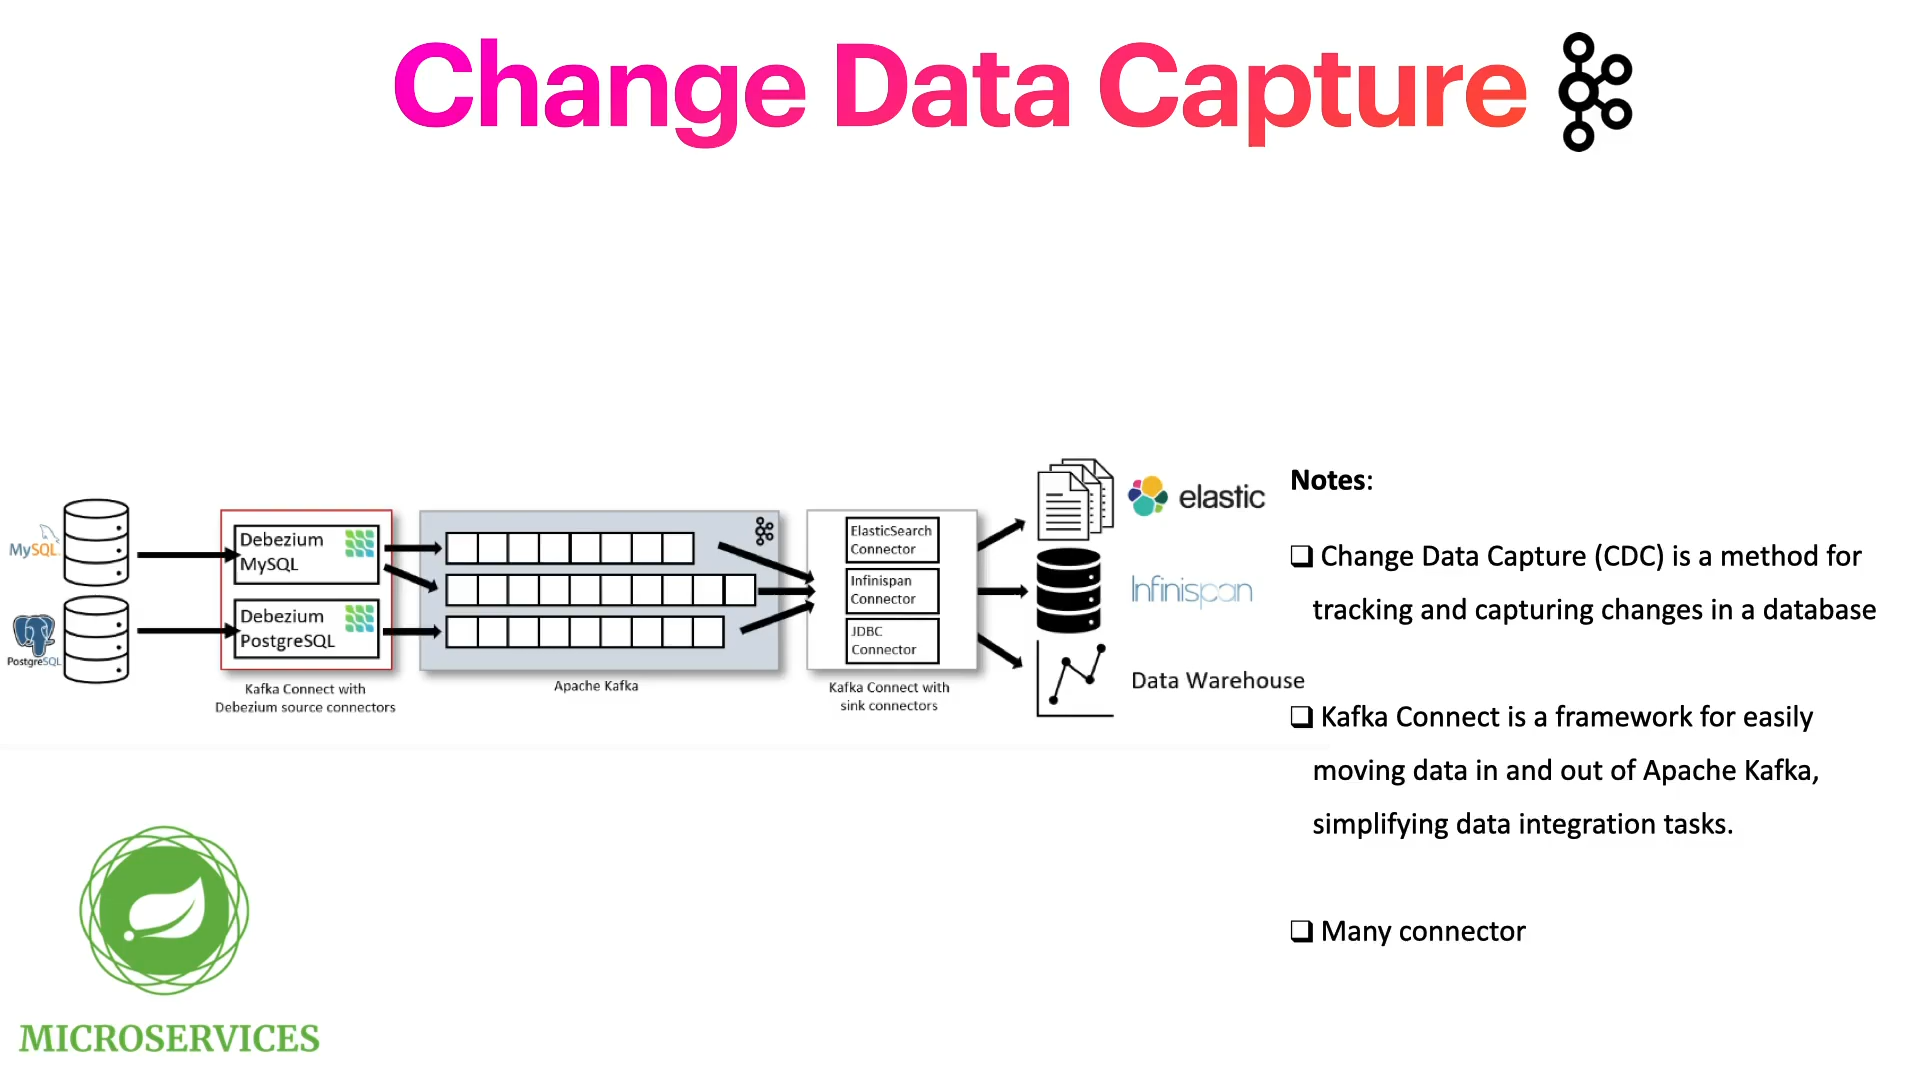 Change Data Capture
MySQL
PostgreSQL
Debezium
MySQL
Debezium
PostgreSQL
Kafka Connect with
Debezium source connectors
Apache Kafka
ElasticSearch
Connector
Infinispan
Connector
JDBC
Connector
Kafka Connect with
sink connectors
elastic
Infinispan
Data Warehouse
Notes:
❑ Change Data Capture (CDC) is a method for
tracking and capturing changes in a database
❑ Kafka Connect is a framework for easily
moving data in and out of Apache Kafka,
simplifying data integration tasks.
❑ Many connector
MICROSERVICES